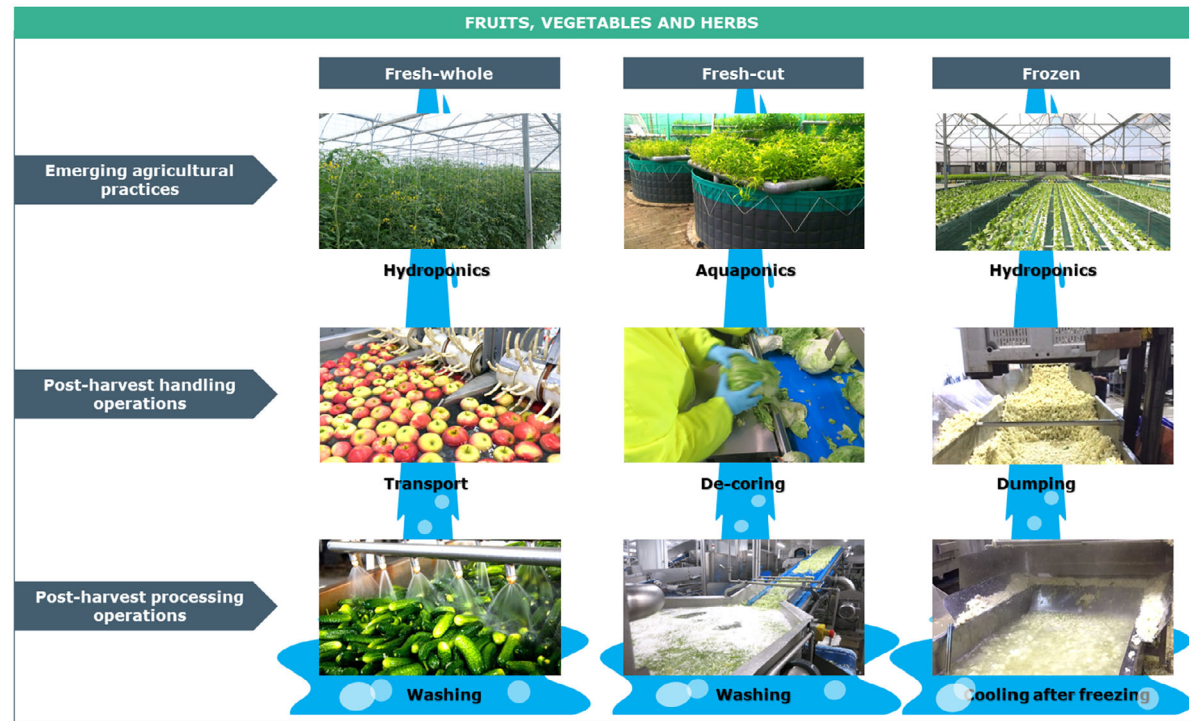 FRUITS, VEGETABLES AND HERBS
Fresh-whole
Fresh-cut
Frozen
Emerging agricultural
practices
Hydroponics
Aquaponics
Hydroponics
Post-harvest handling
operations
Transport
De-coring
Dumping
Post-harvest processing
operations
Washing
Washing
Cooling after freezing